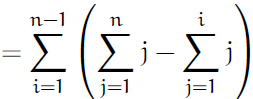 = \sum_{i=1}^{n-1} \left( \sum_{j=1}^{n} j - \sum_{j=1}^{i} j \right)